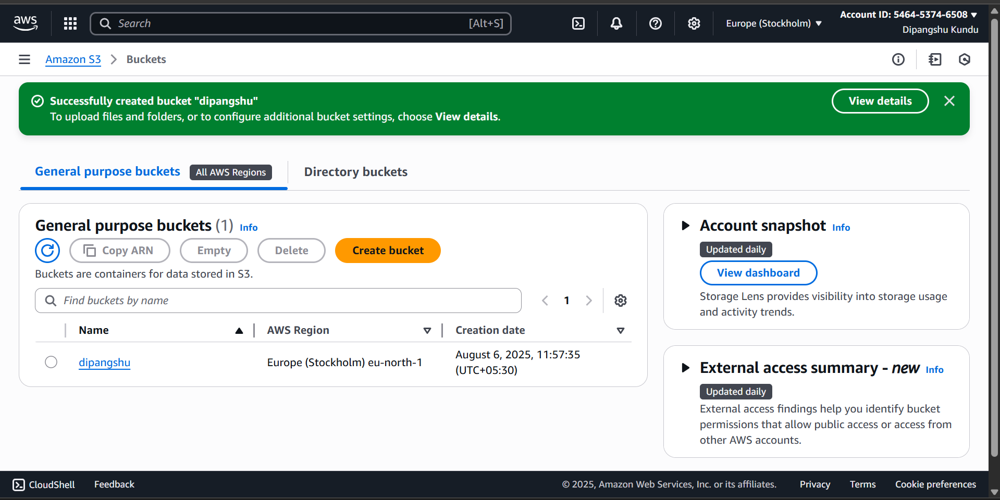 aws
Search [Alt+S]
Europe (Stockholm)
Account ID: 5464-5374-6508
Dipangshu Kundu
Amazon S3 > Buckets
Successfully created bucket "dipangshu"
To upload files and folders, or to configure additional bucket settings, choose View details.
View details
General purpose buckets All AWS Regions
Directory buckets
General purpose buckets (1) Info
Copy ARN Empty Delete Create bucket
Buckets are containers for data stored in S3.
Find buckets by name
1
Name AWS Region Creation date
dipangshu Europe (Stockholm) eu-north-1 August 6, 2025, 11:57:35
(UTC+05:30)
Account snapshot Info
Updated daily
View dashboard
Storage Lens provides visibility into storage usage
and activity trends.
External access summary - new Info
Updated daily
External access findings help you identify bucket
permissions that allow public access or access from
other AWS accounts.
CloudShell Feedback © 2025, Amazon Web Services, Inc. or its affiliates. Privacy Terms Cookie preferences